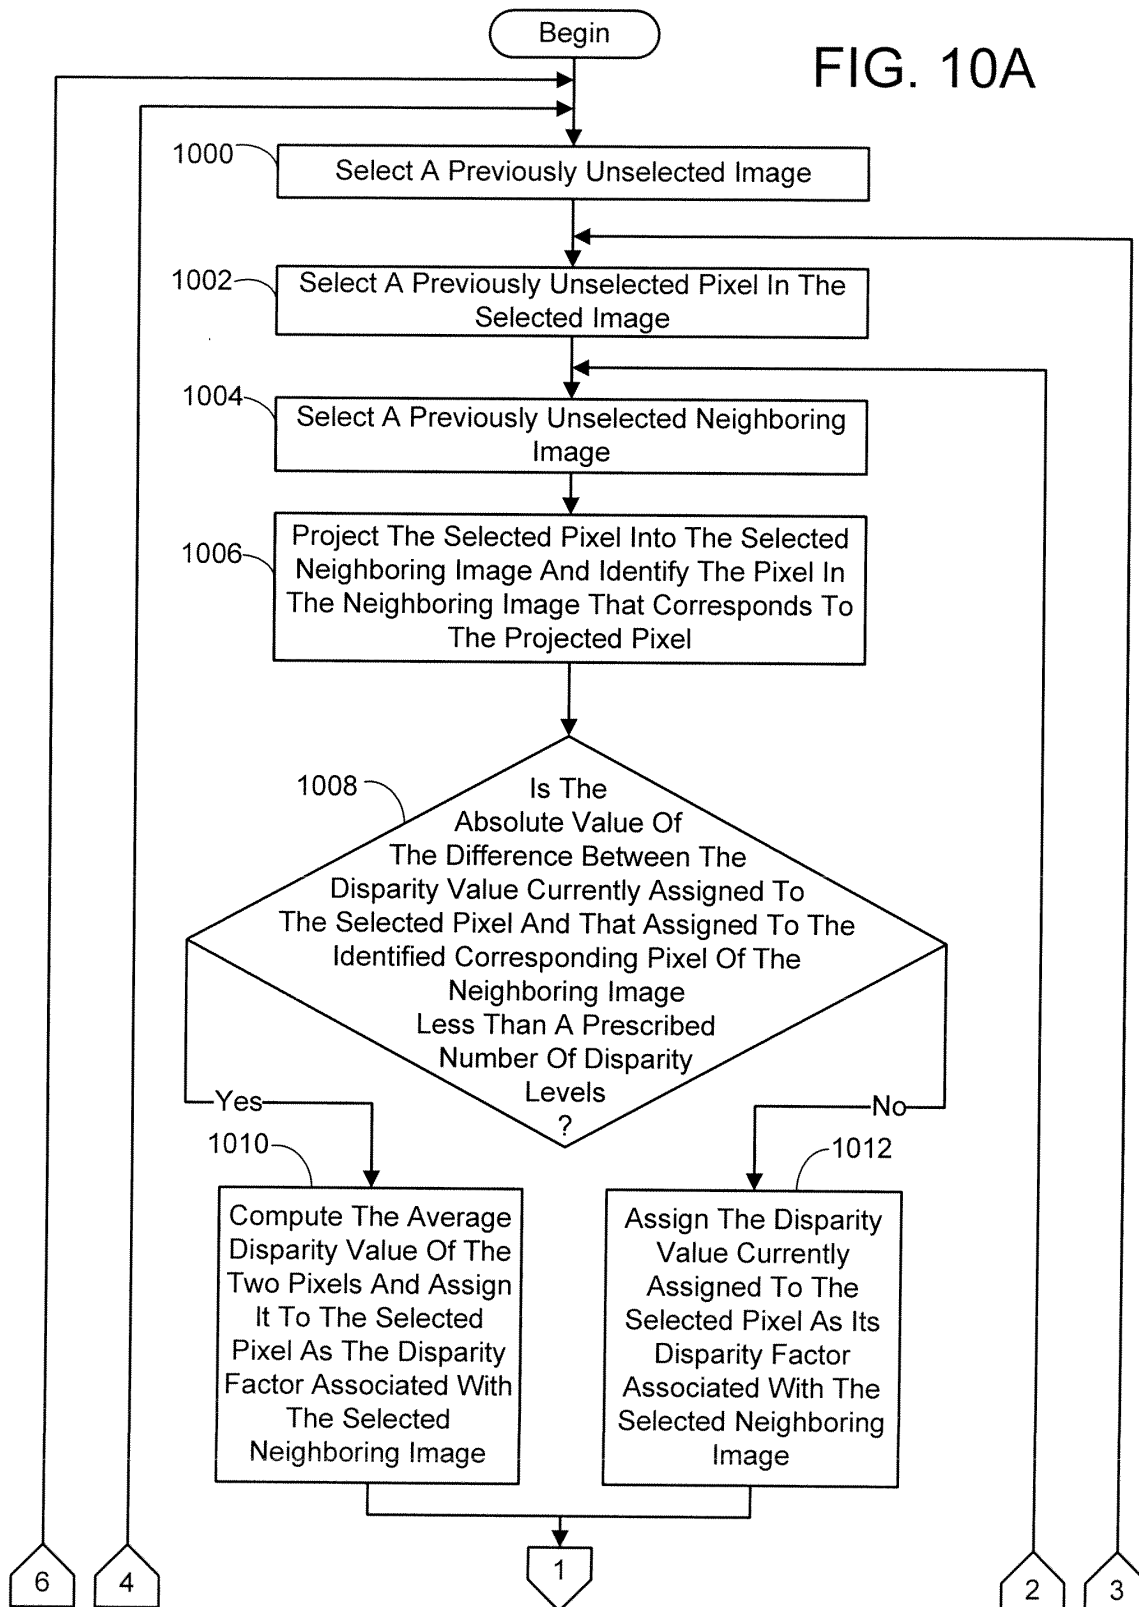 Begin
FIG. 10A
1000
Select A Previously Unselected Image
1002
Select A Previously Unselected Pixel In The
Selected Image
1004
Select A Previously Unselected Neighboring
Image
1006
Project The Selected Pixel Into The Selected
Neighboring Image And Identify The Pixel In
The Neighboring Image That Corresponds To
The Projected Pixel
1008
Is The
Absolute Value Of
The Difference Between The
Disparity Value Currently Assigned To
The Selected Pixel And That Assigned To The
Identified Corresponding Pixel Of The
Neighboring Image
Less Than A Prescribed
Number Of Disparity
Levels
?
Yes
No
1010
Compute The Average
Disparity Value Of The
Two Pixels And Assign
It To The Selected
Pixel As The Disparity
Factor Associated With
The Selected
Neighboring Image
1012
Assign The Disparity
Value Currently
Assigned To The
Selected Pixel As Its
Disparity Factor
Associated With The
Selected Neighboring
Image
6
4
1
2
3